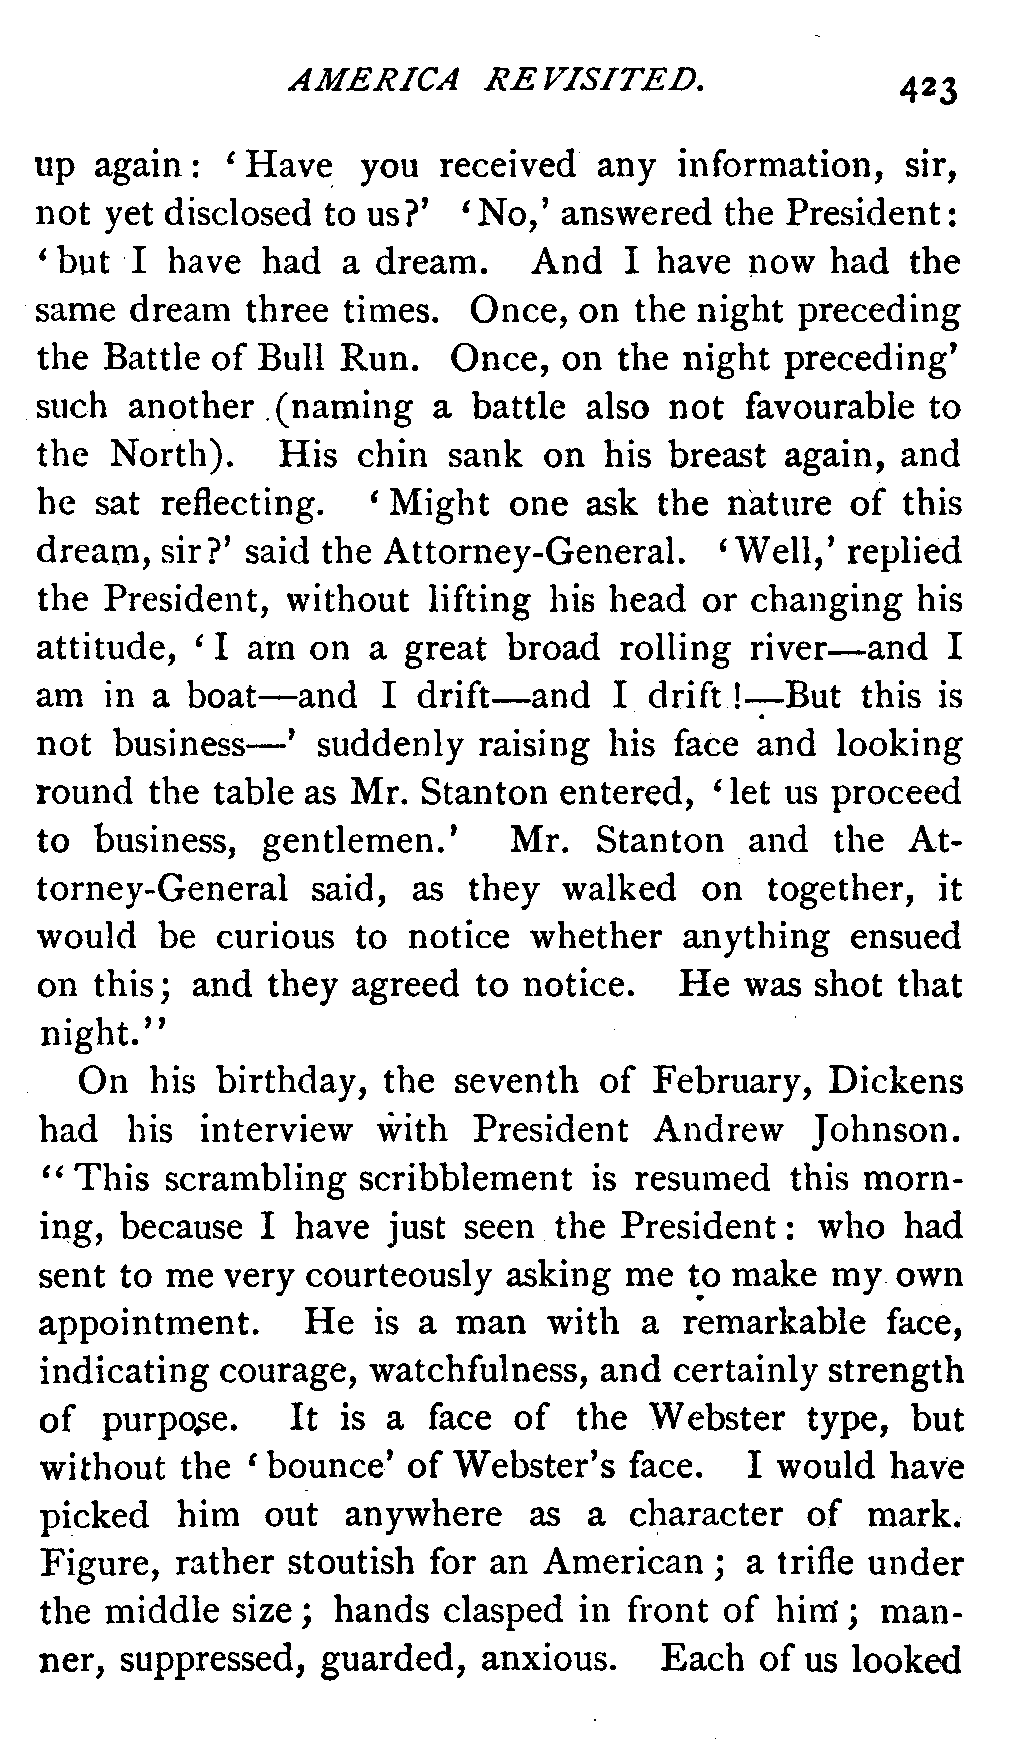 AMERICA REVISITED. 423
up again: ‘Have you received any information, sir,
not yet disclosed to us?’ ‘No,’ answered the President:
‘but I have had a dream. And I have now had the
same dream three times. Once, on the night preceding
the Battle of Bull Run. Once, on the night preceding’
such another (naming a battle also not favourable to
the North). His chin sank on his breast again, and
he sat reflecting. ‘Might one ask the nature of this
dream, sir?’ said the Attorney-General. ‘Well,’ replied
the President, without lifting his head or changing his
attitude, ‘I am on a great broad rolling river—and I
am in a boat—and I drift—and I drift!—But this is
not business—’ suddenly raising his face and looking
round the table as Mr. Stanton entered, ‘let us proceed
to business, gentlemen.’ Mr. Stanton and the At-
torney-General said, as they walked on together, it
would be curious to notice whether anything ensued
on this; and they agreed to notice. He was shot that
night.”
On his birthday, the seventh of February, Dickens
had his interview with President Andrew Johnson.
“This scrambling scribblement is resumed this morn-
ing, because I have just seen the President: who had
sent to me very courteously asking me to make my own
appointment. He is a man with a remarkable face,
indicating courage, watchfulness, and certainly strength
of purpose. It is a face of the Webster type, but
without the ‘bounce’ of Webster’s face. I would have
picked him out anywhere as a character of mark.
Figure, rather stoutish for an American; a trifle under
the middle size; hands clasped in front of him; man-
ner, suppressed, guarded, anxious. Each of us looked